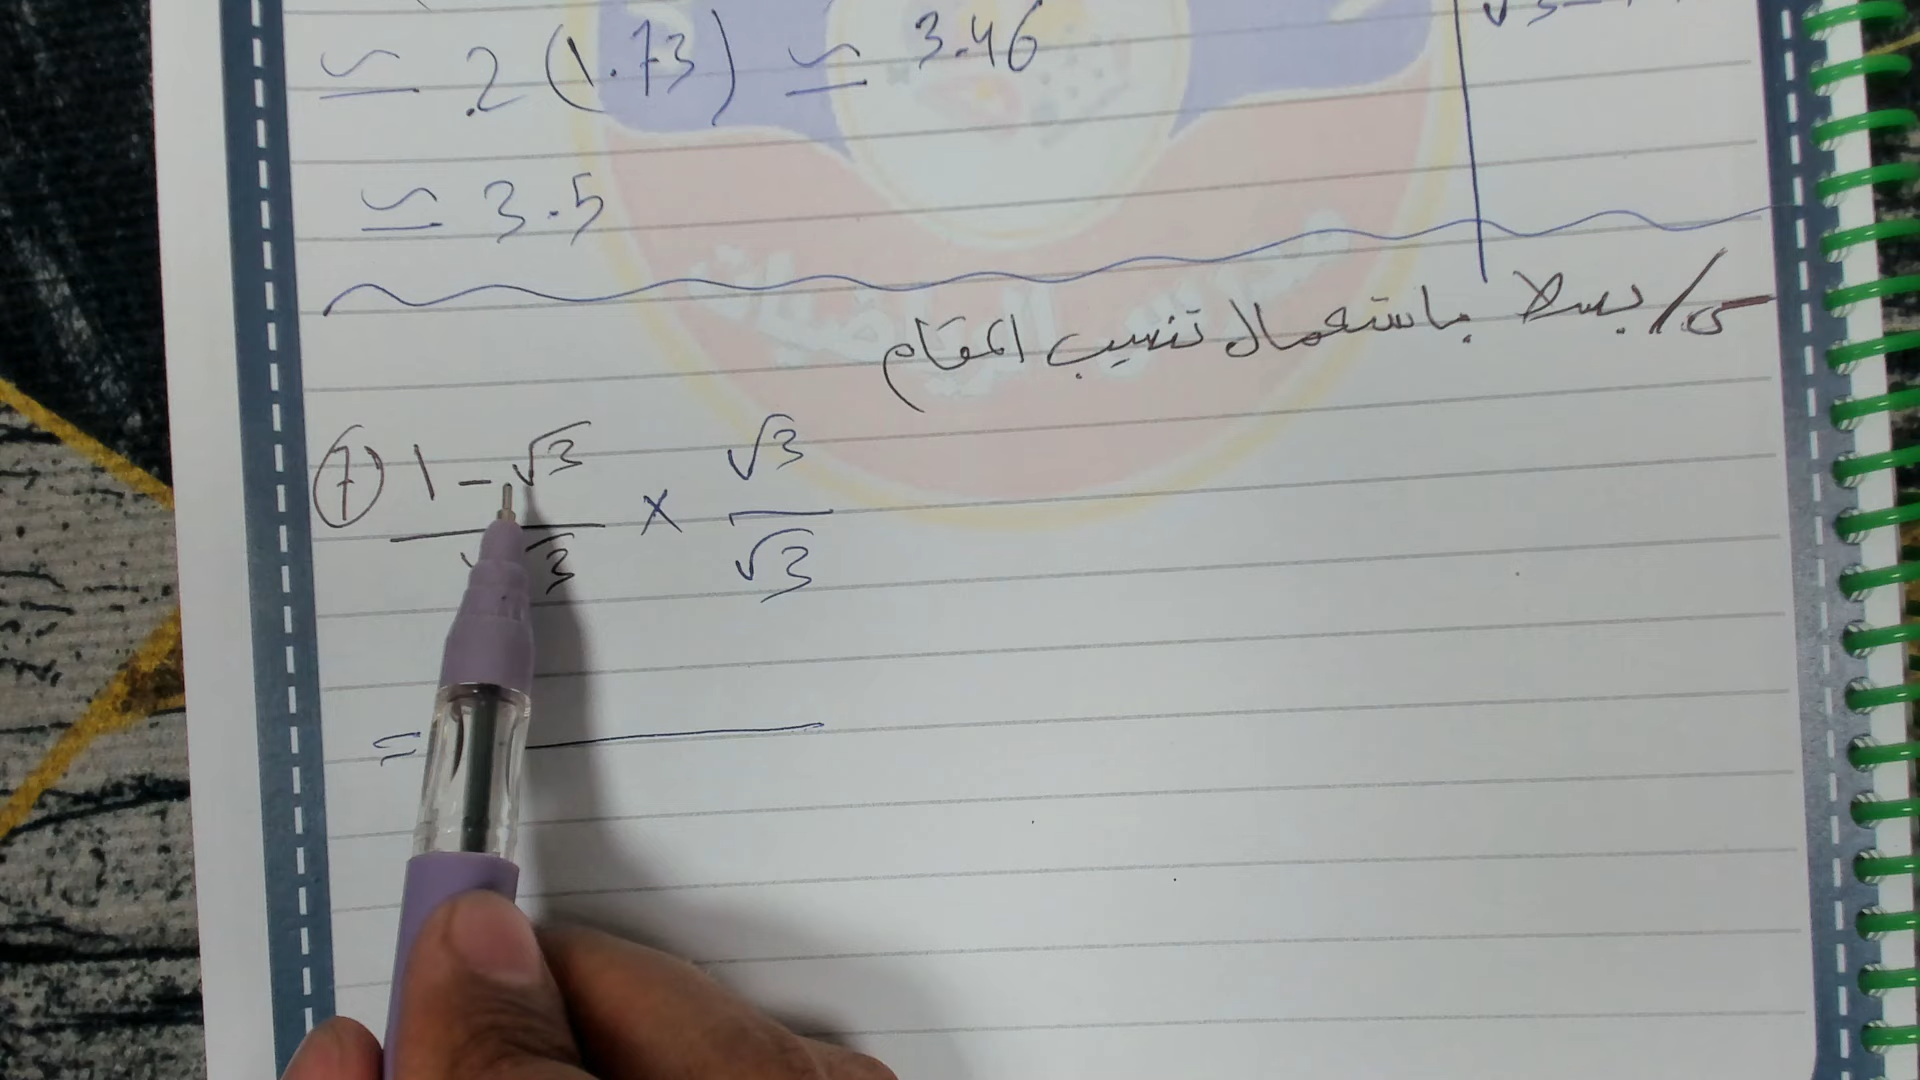 ≃ 2 (1.73) ≃ 3.46
≃ 3.5
س/ بسط باستعمال تنسيب المقام
⑦ (1 - √3)/√3 × √3/√3
=